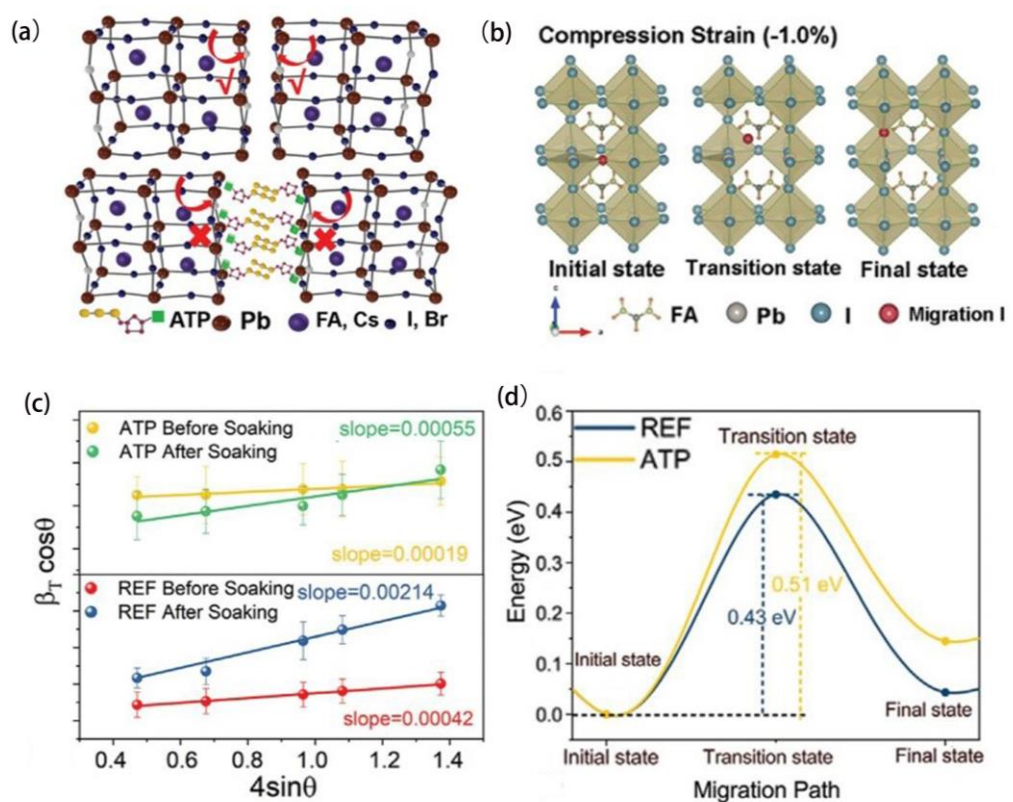 (a)
√ √
ATP Pb FA, Cs I, Br
(b)
Compression Strain (-1.0%)
Initial state Transition state Final state
c
a
FA Pb I Migration I
(c)
ATP Before Soaking
ATP After Soaking
slope=0.00055
slope=0.00019
REF Before Soaking
REF After Soaking
slope=0.00214
slope=0.00042
βT cosθ
0.4 0.6 0.8 1.0 1.2 1.4
4sinθ
(d)
REF
ATP
Transition state
0.51 eV
0.43 eV
Initial state
Final state
0.6
0.5
0.4
0.3
0.2
0.1
0.0
Energy (eV)
Initial state Transition state Final state
Migration Path